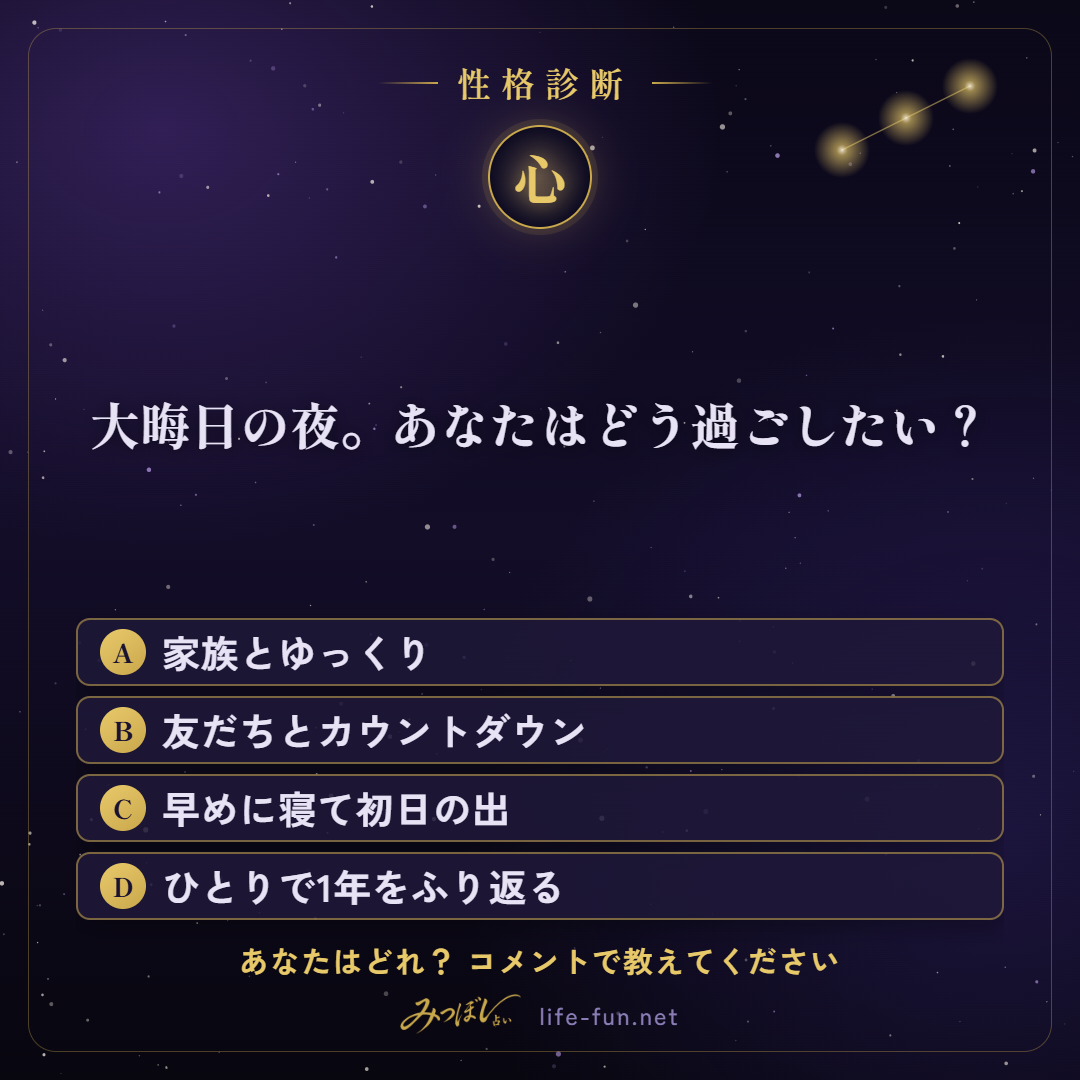 性格診断
心
大晦日の夜。あなたはどう過ごしたい？
A 家族とゆっくり
B 友だちとカウントダウン
C 早めに寝て初日の出
D ひとりで1年をふり返る
あなたはどれ？ コメントで教えてください
みつぼし占い life-fun.net